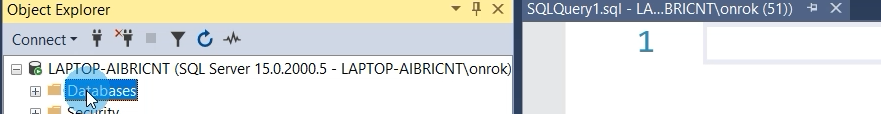 Object Explorer
SQLQuery1.sql - LA...BRICNT\onrok (51))
Connect
1
LAPTOP-AIBRICNT (SQL Server 15.0.2000.5 - LAPTOP-AIBRICNT\onrok)
Databases
Security